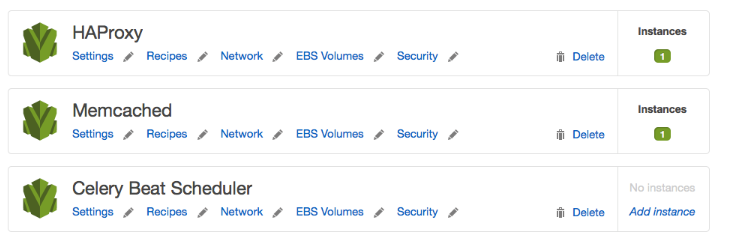 HAProxy
Settings Recipes Network EBS Volumes Security Delete
Instances
1
Memcached
Settings Recipes Network EBS Volumes Security Delete
Instances
1
Celery Beat Scheduler
Settings Recipes Network EBS Volumes Security Delete
No instances
Add instance